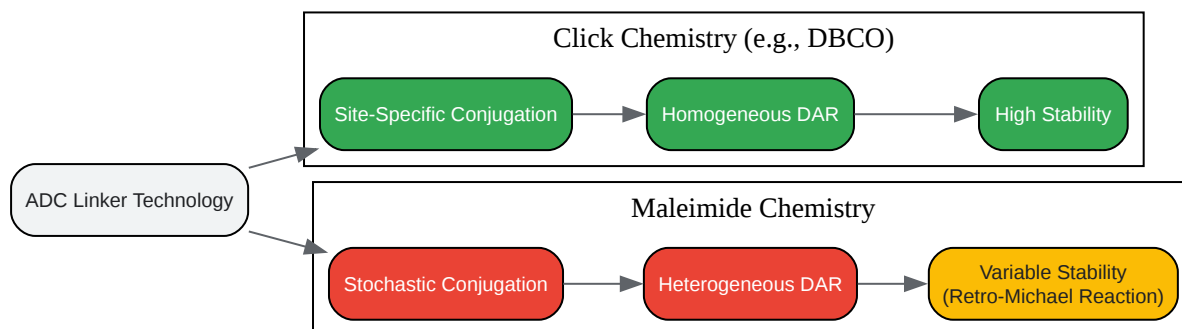 Click Chemistry (e.g., DBCO)
Site-Specific Conjugation
Homogeneous DAR
High Stability
ADC Linker Technology
Maleimide Chemistry
Stochastic Conjugation
Heterogeneous DAR
Variable Stability
(Retro-Michael Reaction)